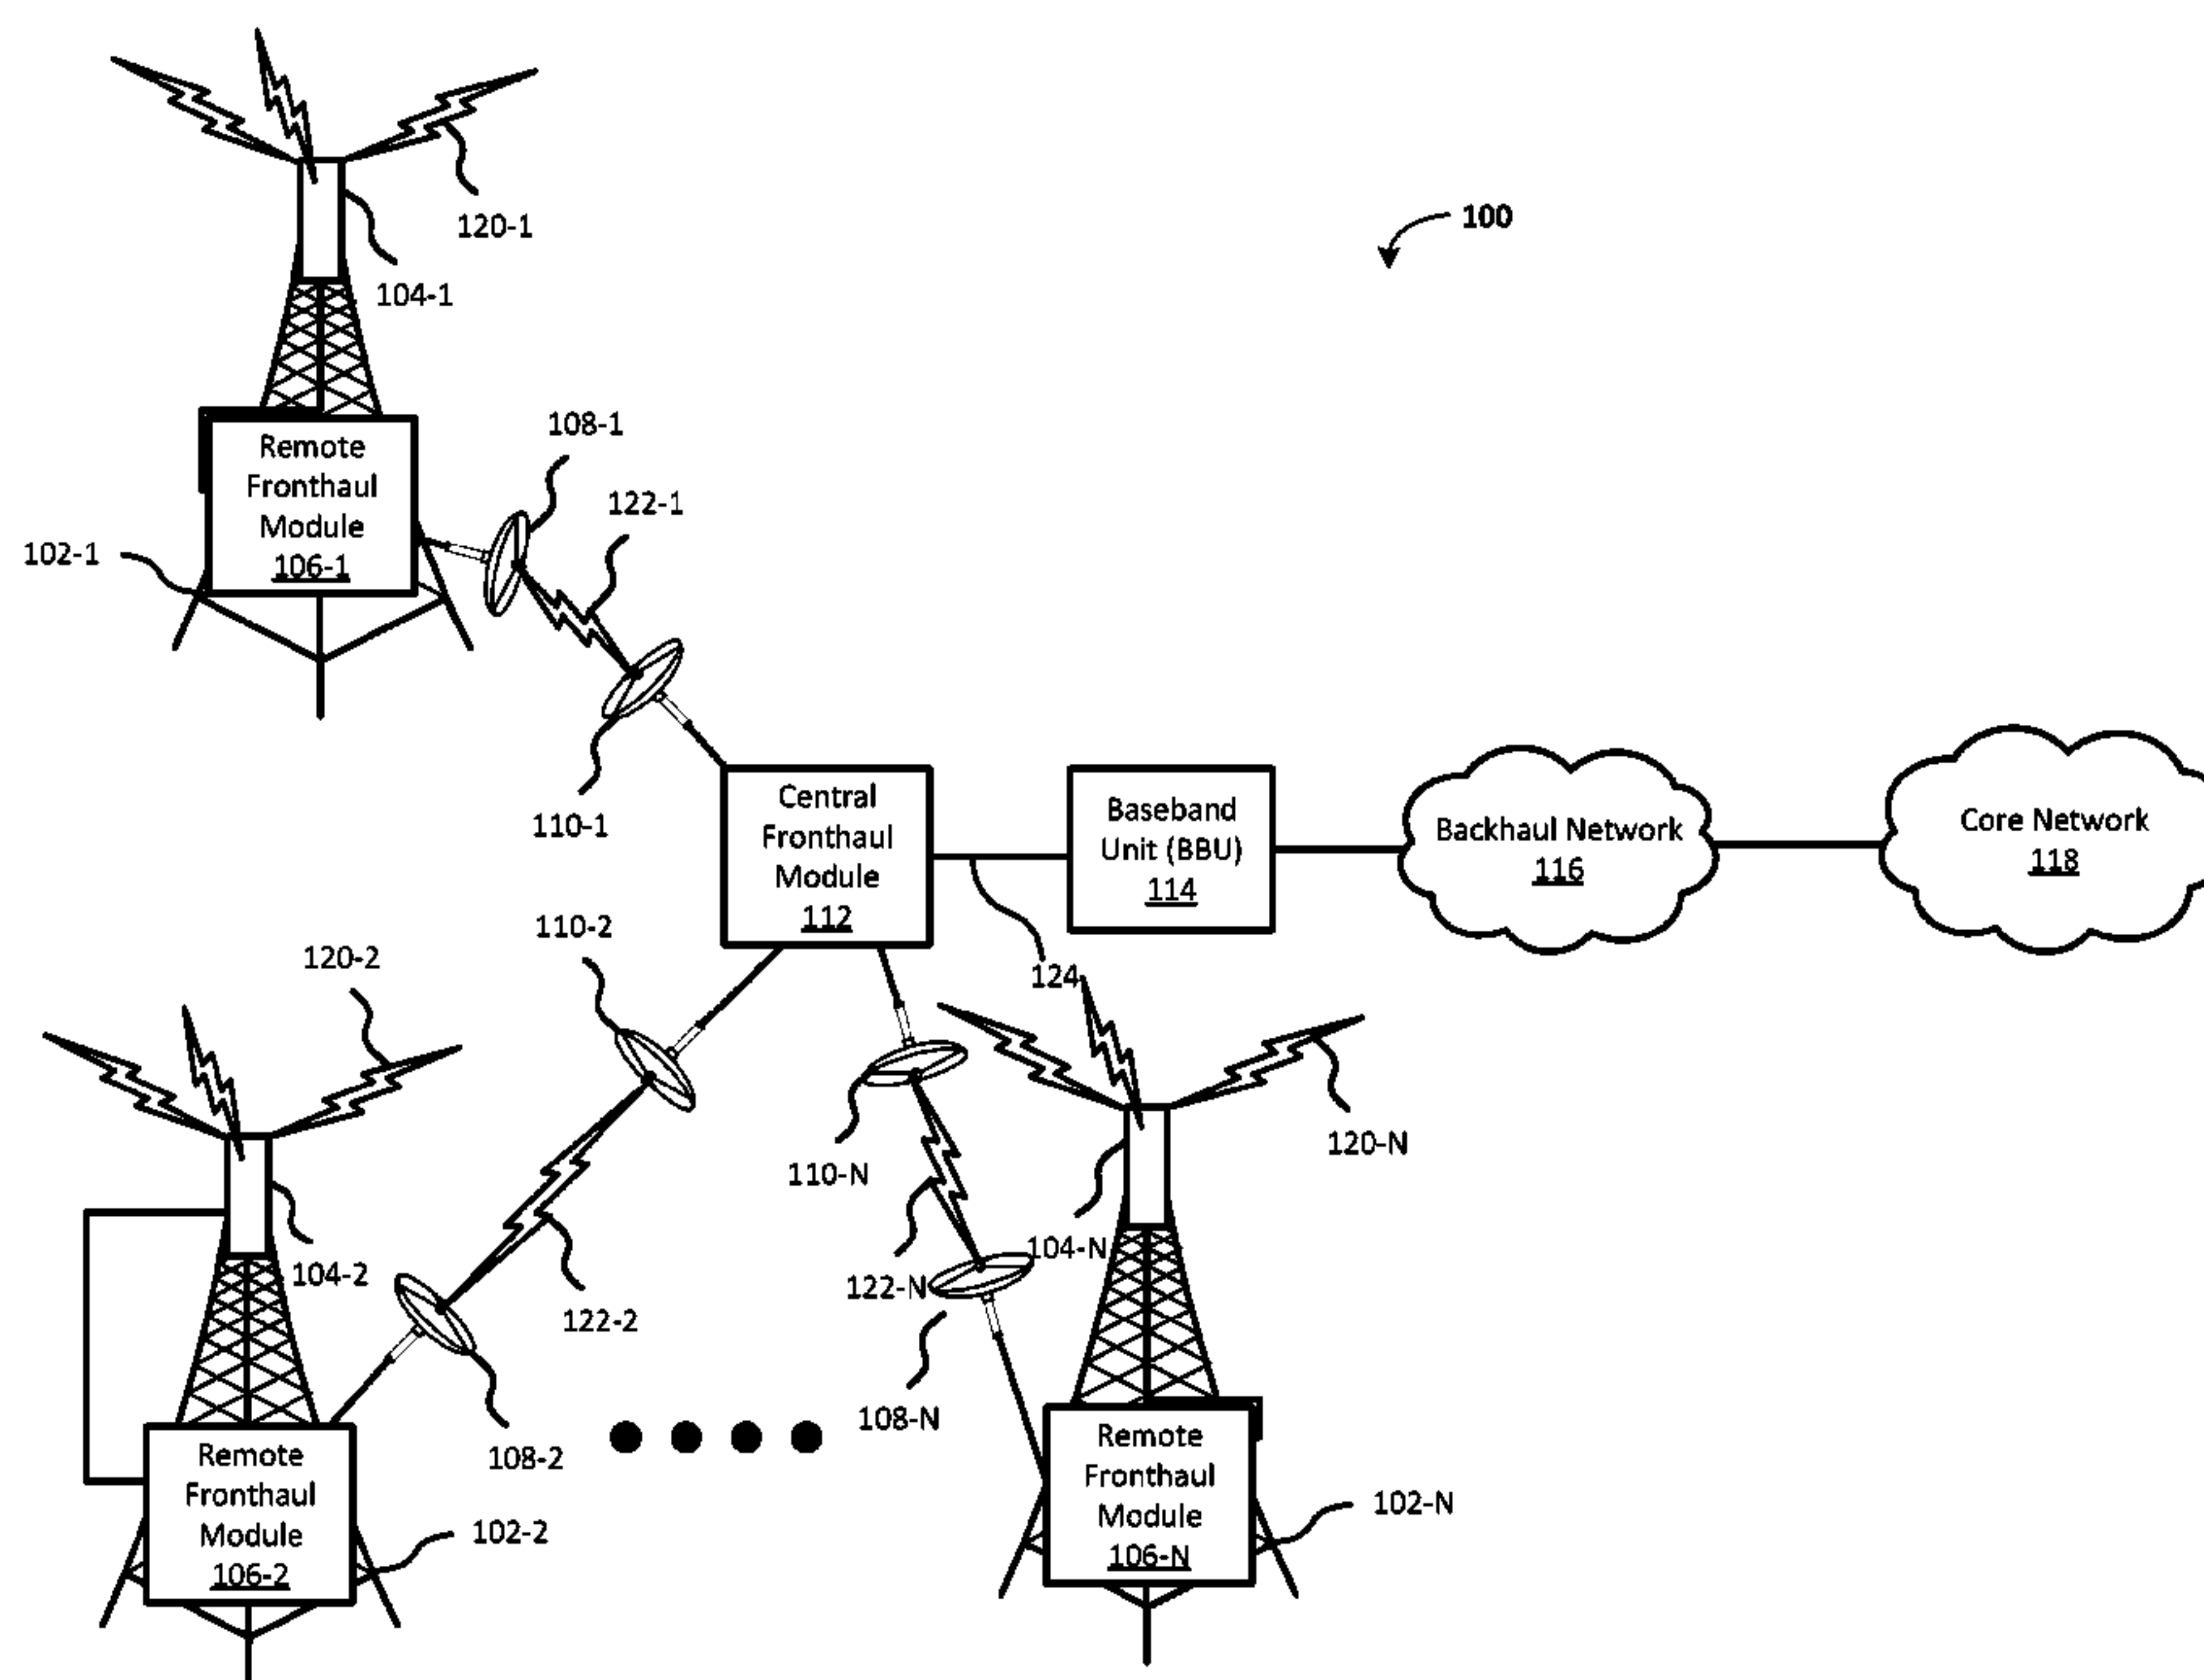 100
120-1
104-1
Remote
Fronthaul
Module
106-1
108-1
122-1
102-1
110-1
Central
Fronthaul
Module
112
Baseband
Unit (BBU)
114
Backhaul Network
116
Core Network
118
110-2
120-2
124
110-N
120-N
104-2
122-2
122-N
104-N
108-N
108-2
Remote
Fronthaul
Module
106-2
102-2
Remote
Fronthaul
Module
106-N
102-N